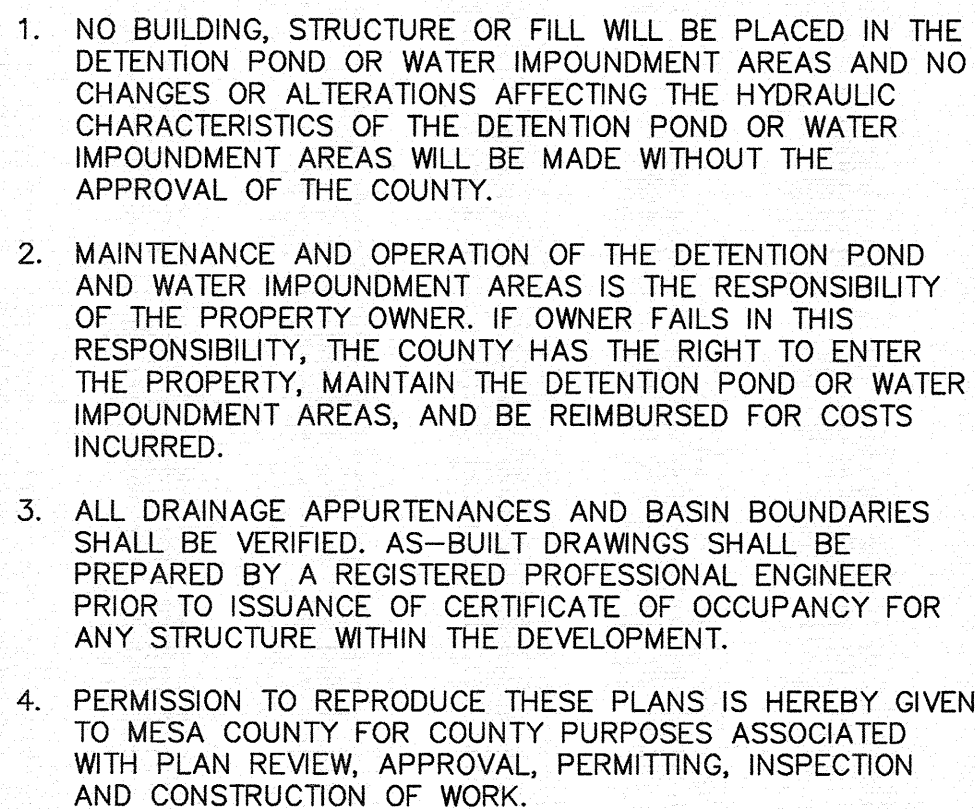 1. NO BUILDING, STRUCTURE OR FILL WILL BE PLACED IN THE
DETENTION POND OR WATER IMPOUNDMENT AREAS AND NO
CHANGES OR ALTERATIONS AFFECTING THE HYDRAULIC
CHARACTERISTICS OF THE DETENTION POND OR WATER
IMPOUNDMENT AREAS WILL BE MADE WITHOUT THE
APPROVAL OF THE COUNTY.
2. MAINTENANCE AND OPERATION OF THE DETENTION POND
AND WATER IMPOUNDMENT AREAS IS THE RESPONSIBILITY
OF THE PROPERTY OWNER. IF OWNER FAILS IN THIS
RESPONSIBILITY, THE COUNTY HAS THE RIGHT TO ENTER
THE PROPERTY, MAINTAIN THE DETENTION POND OR WATER
IMPOUNDMENT AREAS, AND BE REIMBURSED FOR COSTS
INCURRED.
3. ALL DRAINAGE APPURTENANCES AND BASIN BOUNDARIES
SHALL BE VERIFIED. AS-BUILT DRAWINGS SHALL BE
PREPARED BY A REGISTERED PROFESSIONAL ENGINEER
PRIOR TO ISSUANCE OF CERTIFICATE OF OCCUPANCY FOR
ANY STRUCTURE WITHIN THE DEVELOPMENT.
4. PERMISSION TO REPRODUCE THESE PLANS IS HEREBY GIVEN
TO MESA COUNTY FOR COUNTY PURPOSES ASSOCIATED
WITH PLAN REVIEW, APPROVAL, PERMITTING, INSPECTION
AND CONSTRUCTION OF WORK.